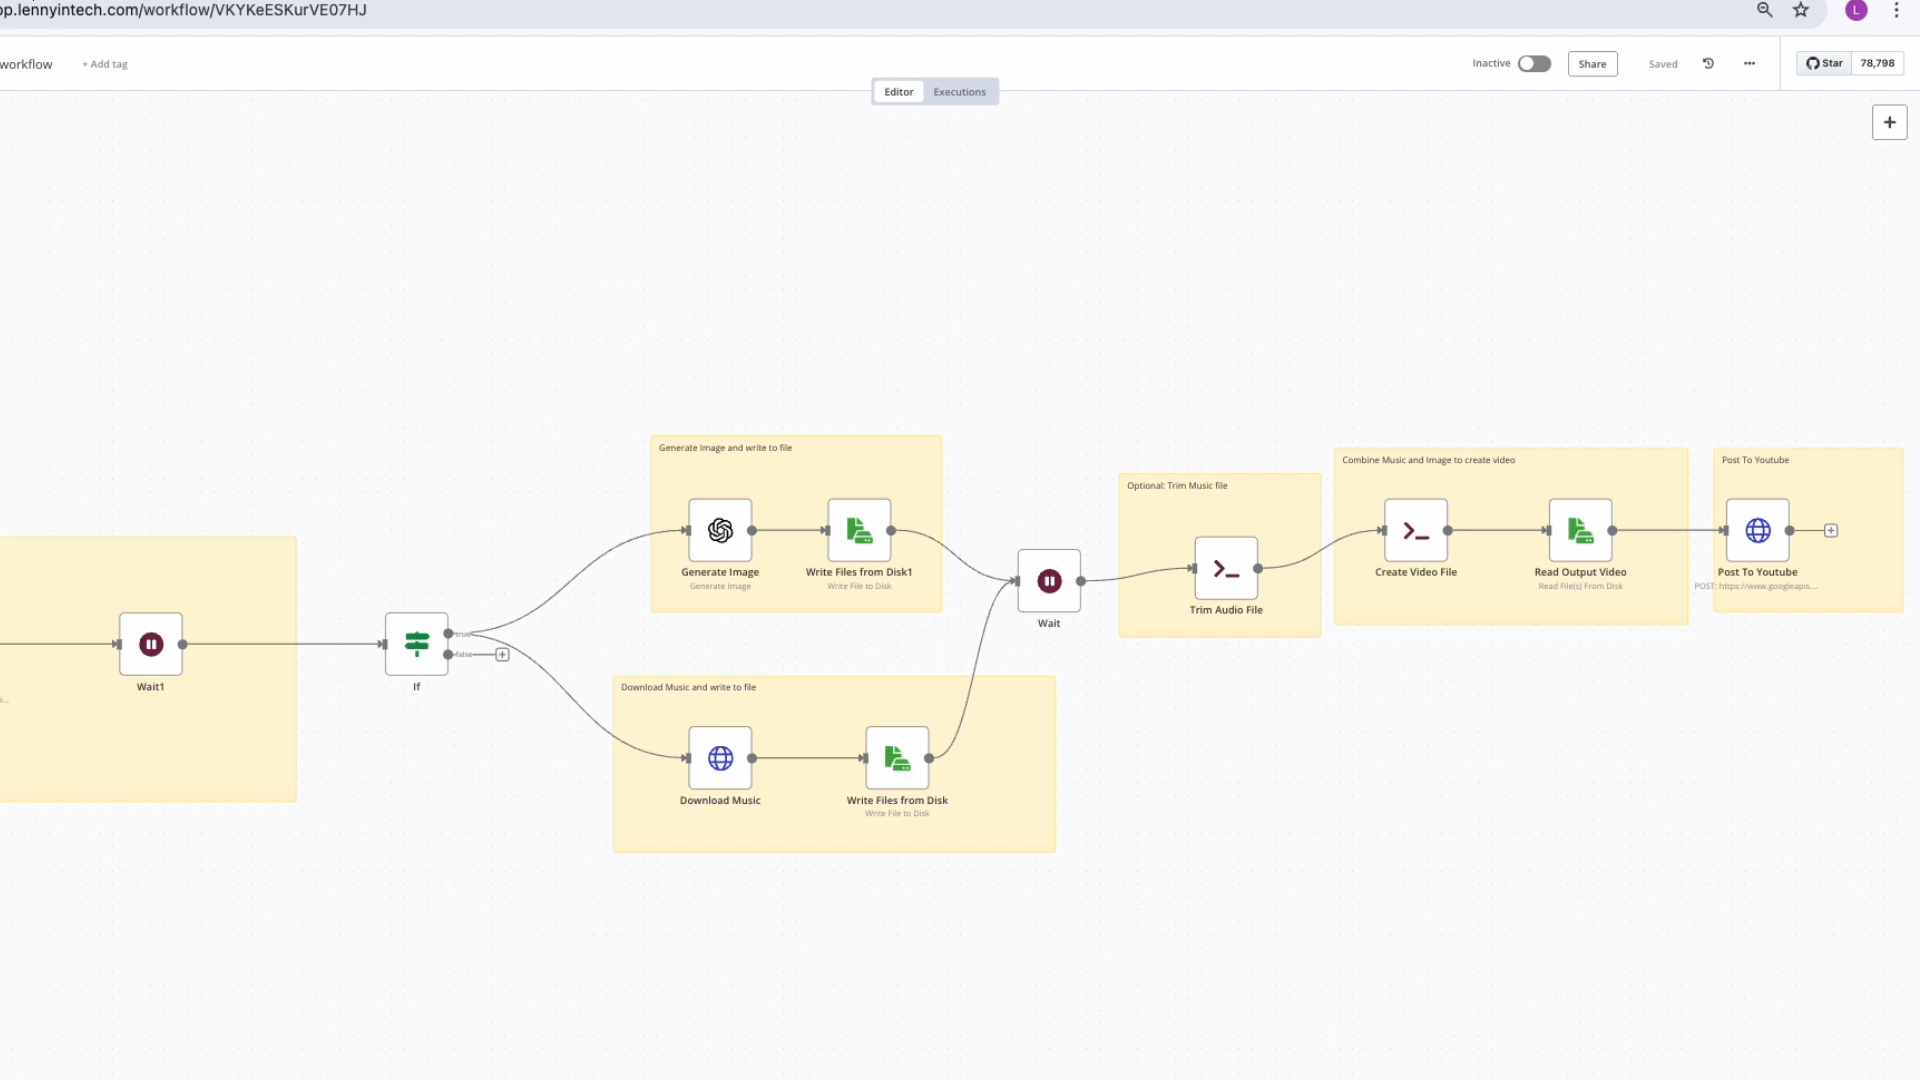 op.lennyintech.com/workflow/VKYKeESKurVE07HJ
L
workflow
+ Add tag
Inactive
Share
Saved
Star
78,798
Editor
Executions
Generate Image and write to file
Generate Image
Generate Image
Write Files from Disk1
Write File to Disk
Wait
Optional: Trim Music file
Trim Audio File
Combine Music and Image to create video
Create Video File
Read Output Video
Read File(s) From Disk
Post To Youtube
Post To Youtube
POST: https://www.googleapis...
Wait1
If
true
false
Download Music and write to file
Download Music
Write Files from Disk
Write File to Disk